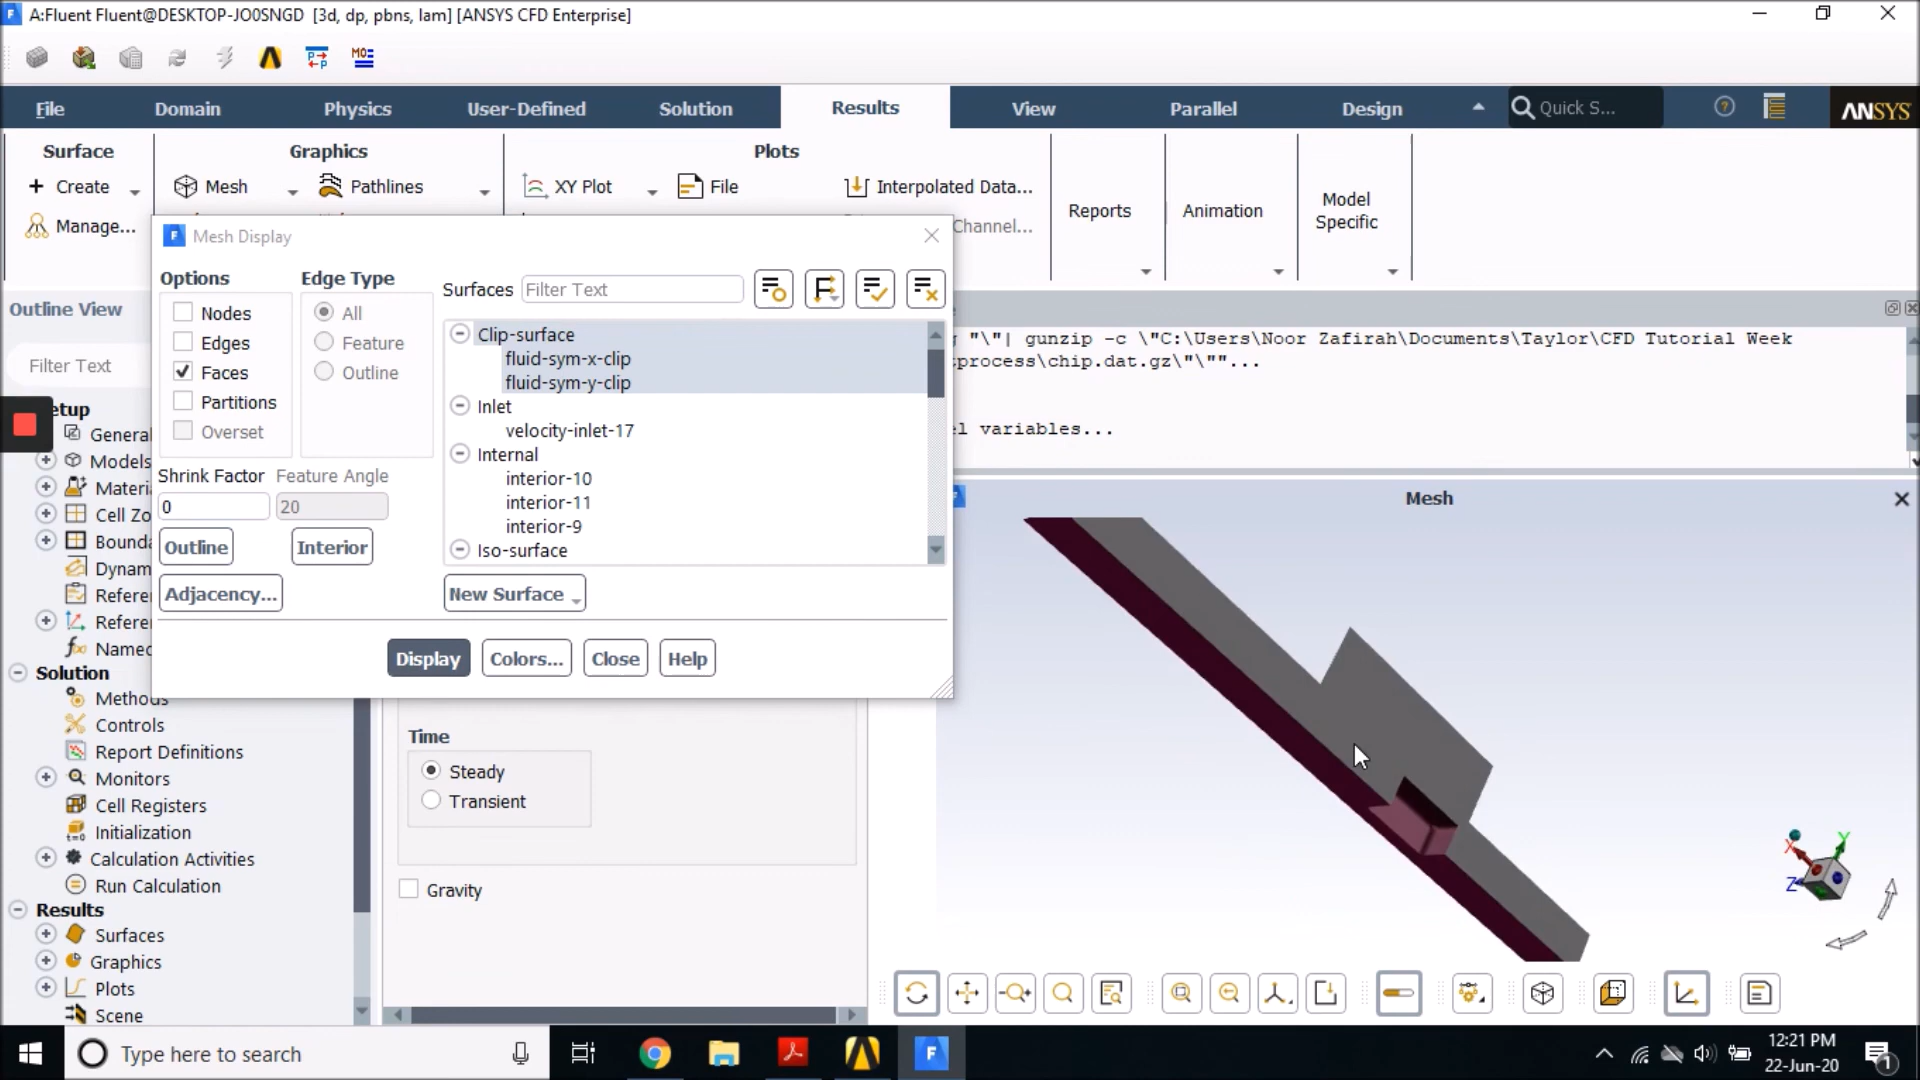 A:Fluent Fluent@DESKTOP-JO0SNGD [3d, dp, pbns, lam] [ANSYS CFD Enterprise]
File Domain Physics User-Defined Solution Results View Parallel Design Quick S... ANSYS
Surface Graphics Plots
Create Mesh Pathlines XY Plot File Interpolated Data...
Manage... Channel...
Reports Animation Model Specific
Mesh Display
Options Edge Type Surfaces Filter Text
Nodes All
Edges Feature
Faces Outline
Partitions
Overset
Shrink Factor Feature Angle
0 20
Outline Interior
Adjacency...
Clip-surface
fluid-sym-x-clip
fluid-sym-y-clip
Inlet
velocity-inlet-17
Internal
interior-10
interior-11
interior-9
Iso-surface
New Surface
Display Colors... Close Help
Outline View
Filter Text
etup
General
Models
Materi
Cell Zo
Bounda
Dynam
Refere
Refere
Named
Solution
Methods
Controls
Report Definitions
Monitors
Cell Registers
Initialization
Calculation Activities
Run Calculation
Results
Surfaces
Graphics
Plots
Scene
Time
Steady
Transient
Gravity
g "\"| gunzip -c \"C:\Users\Noor Zafirah\Documents\Taylor\CFD Tutorial Week
tprocess\chip.dat.gz\"\""...
el variables...
Mesh
X Y Z
Type here to search
12:21 PM
22-Jun-20
1